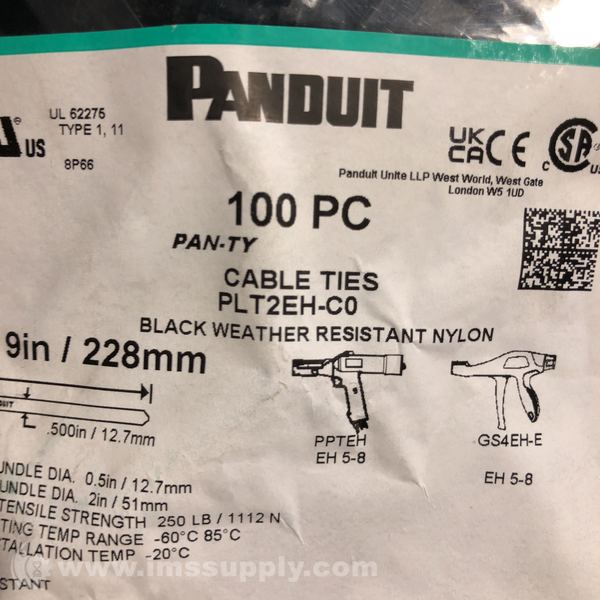 PANDUIT
UL 62275
TYPE 1, 11
US
8P66
UK CA CE
C SA US
Panduit Unite LLP West World, West Gate
London W5 1UD
100 PC
PAN-TY
CABLE TIES
PLT2EH-C0
BLACK WEATHER RESISTANT NYLON
9in / 228mm
DUIT
.500in / 12.7mm
PPTEH
EH 5-8
GS4EH-E
EH 5-8
UNDLE DIA. 0.5in / 12.7mm
UNDLE DIA. 2in / 51mm
TENSILE STRENGTH 250 LB / 1112 N
TING TEMP RANGE -60°C 85°C
TALLATION TEMP -20°C
STANT
www.imssupply.com